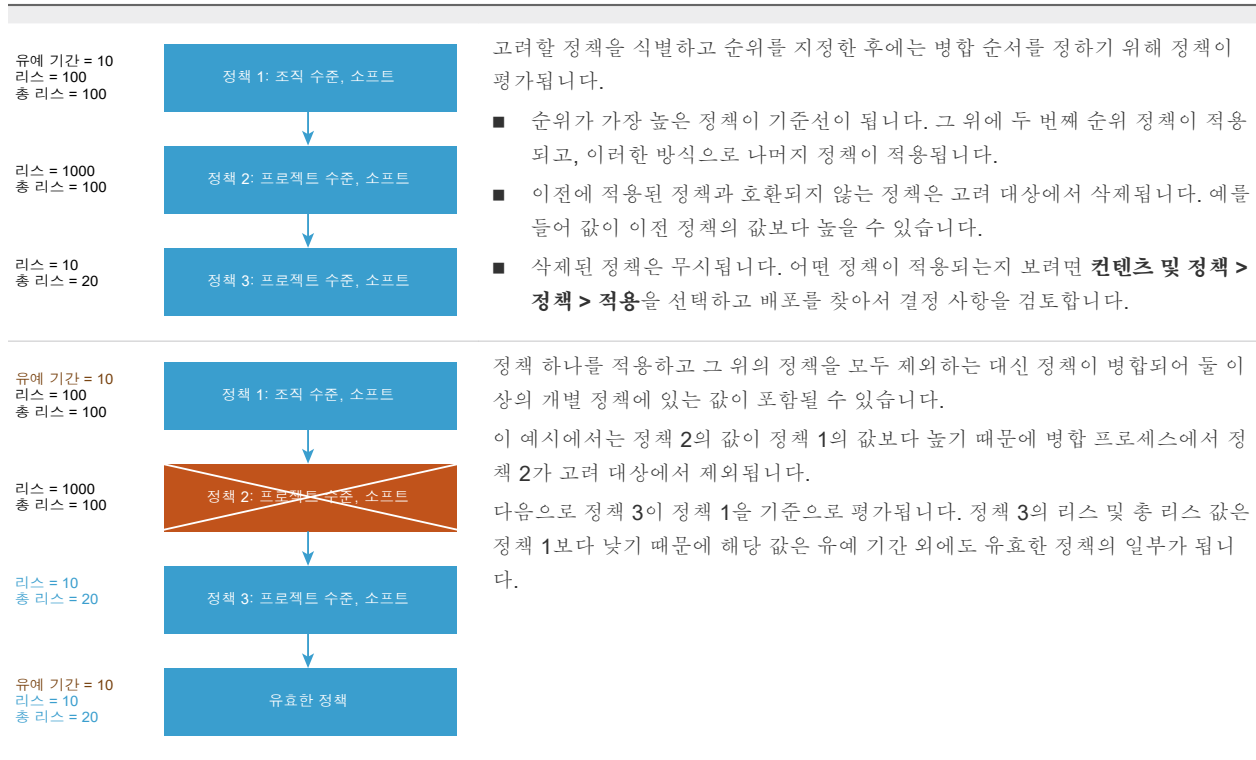 유예 기간 = 10
리스 = 100
총 리스 = 100
정책 1: 조직 수준, 소프트
리스 = 1000
총 리스 = 100
정책 2: 프로젝트 수준, 소프트
리스 = 10
총 리스 = 20
정책 3: 프로젝트 수준, 소프트
고려할 정책을 식별하고 순위를 지정한 후에는 병합 순서를 정하기 위해 정책이
평가됩니다.
■ 순위가 가장 높은 정책이 기준선이 됩니다. 그 위에 두 번째 순위 정책이 적용
되고, 이러한 방식으로 나머지 정책이 적용됩니다.
■ 이전에 적용된 정책과 호환되지 않는 정책은 고려 대상에서 삭제됩니다. 예를
들어 값이 이전 정책의 값보다 높을 수 있습니다.
■ 삭제된 정책은 무시됩니다. 어떤 정책이 적용되는지 보려면 컨텐츠 및 정책 >
정책 > 적용을 선택하고 배포를 찾아서 결정 사항을 검토합니다.
유예 기간 = 10
리스 = 100
총 리스 = 100
정책 1: 조직 수준, 소프트
리스 = 1000
총 리스 = 100
정책 2: 프로젝트 수준, 소프트
리스 = 10
총 리스 = 20
정책 3: 프로젝트 수준, 소프트
유예 기간 = 10
리스 = 10
총 리스 = 20
유효한 정책
정책 하나를 적용하고 그 위의 정책을 모두 제외하는 대신 정책이 병합되어 둘 이
상의 개별 정책에 있는 값이 포함될 수 있습니다.
이 예시에서는 정책 2의 값이 정책 1의 값보다 높기 때문에 병합 프로세스에서 정
책 2가 고려 대상에서 제외됩니다.
다음으로 정책 3이 정책 1을 기준으로 평가됩니다. 정책 3의 리스 및 총 리스 값은
정책 1보다 낮기 때문에 해당 값은 유예 기간 외에도 유효한 정책의 일부가 됩니
다.